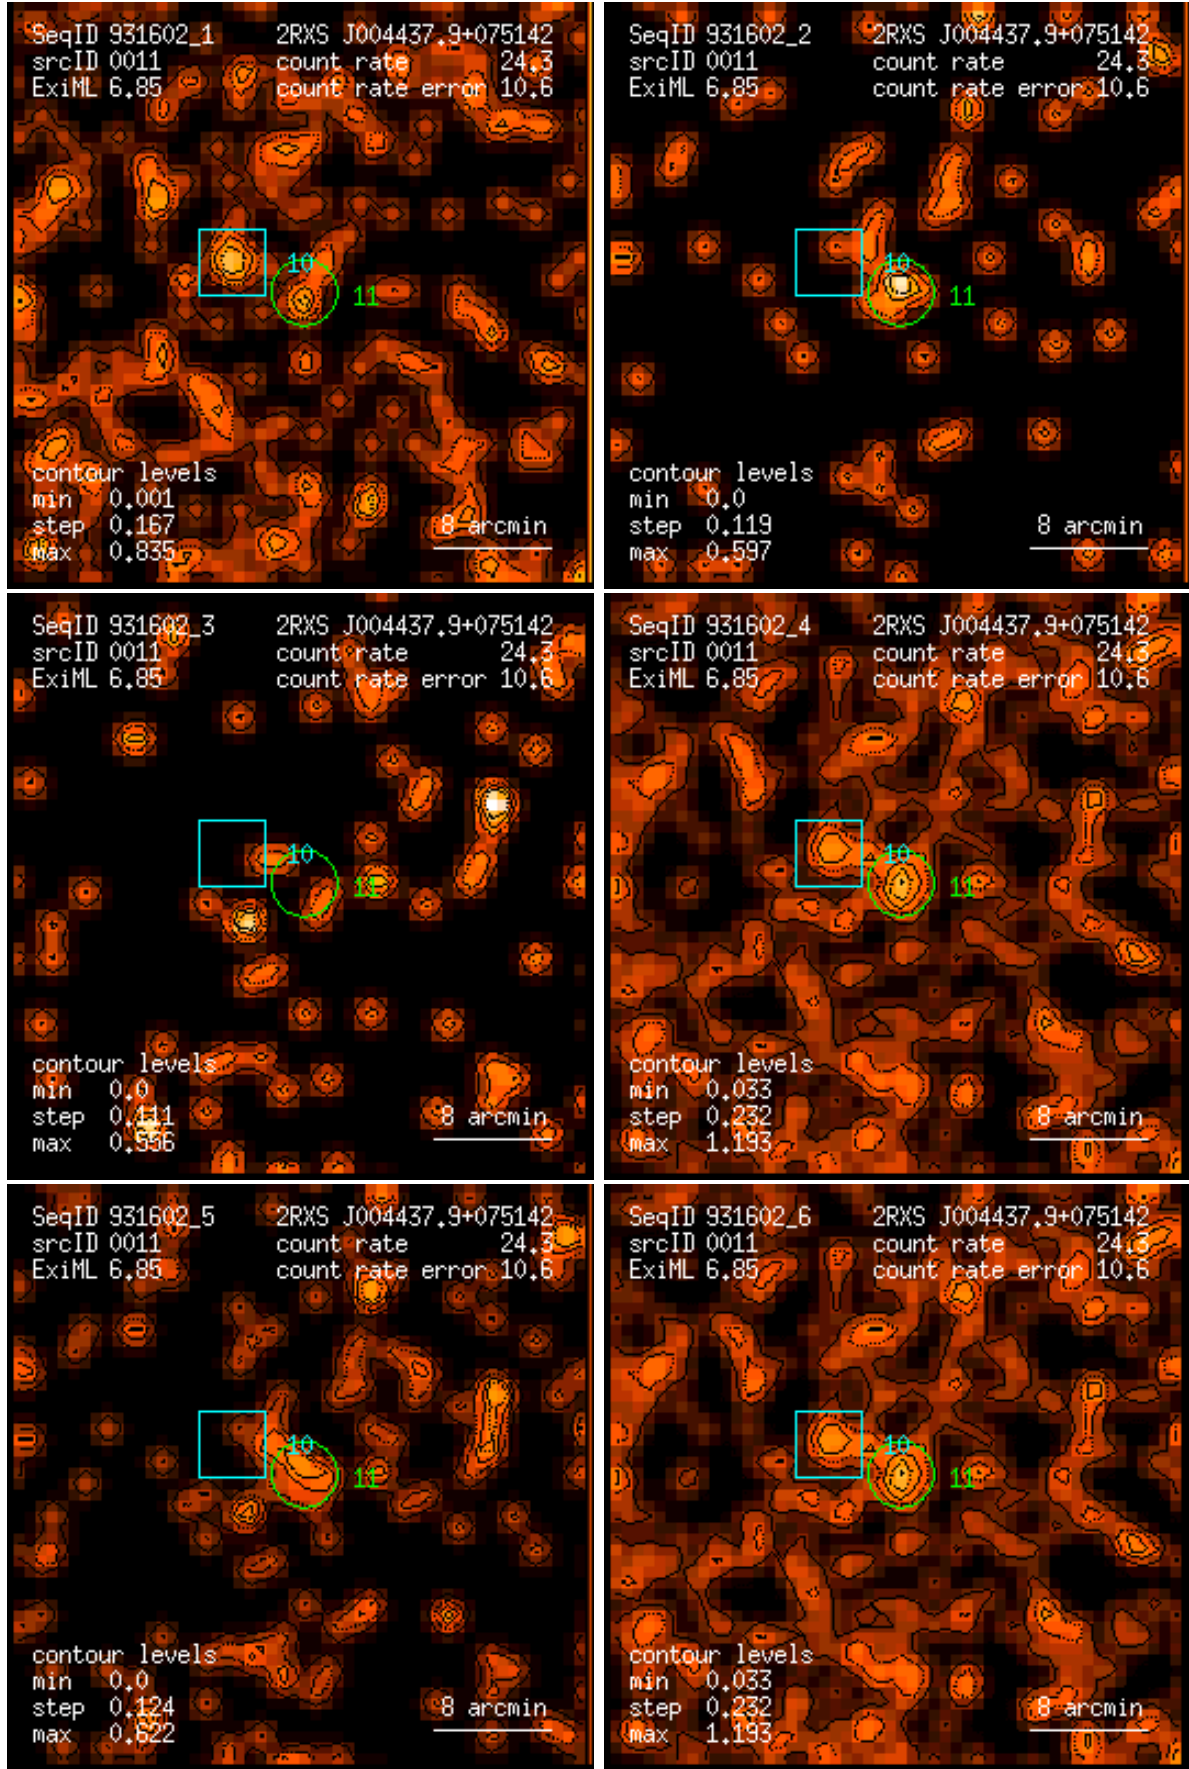 SeqID 931602_1 2RXS J004437.9+075142
srcID 0011 count rate 24.3
ExiML 6.85 count rate error 10.6
10
11
contour levels
min 0.001
step 0.167
max 0.835
8 arcmin
SeqID 931602_2 2RXS J004437.9+075142
srcID 0011 count rate 24.3
ExiML 6.85 count rate error 10.6
10
11
contour levels
min 0.0
step 0.119
max 0.597
8 arcmin
SeqID 931602_3 2RXS J004437.9+075142
srcID 0011 count rate 24.3
ExiML 6.85 count rate error 10.6
10
11
contour levels
min 0.0
step 0.111
max 0.556
8 arcmin
SeqID 931602_4 2RXS J004437.9+075142
srcID 0011 count rate 24.3
ExiML 6.85 count rate error 10.6
10
11
contour levels
min 0.033
step 0.232
max 1.193
8 arcmin
SeqID 931602_5 2RXS J004437.9+075142
srcID 0011 count rate 24.3
ExiML 6.85 count rate error 10.6
10
11
contour levels
min 0.0
step 0.124
max 0.622
8 arcmin
SeqID 931602_6 2RXS J004437.9+075142
srcID 0011 count rate 24.3
ExiML 6.85 count rate error 10.6
10
11
contour levels
min 0.033
step 0.232
max 1.193
8 arcmin